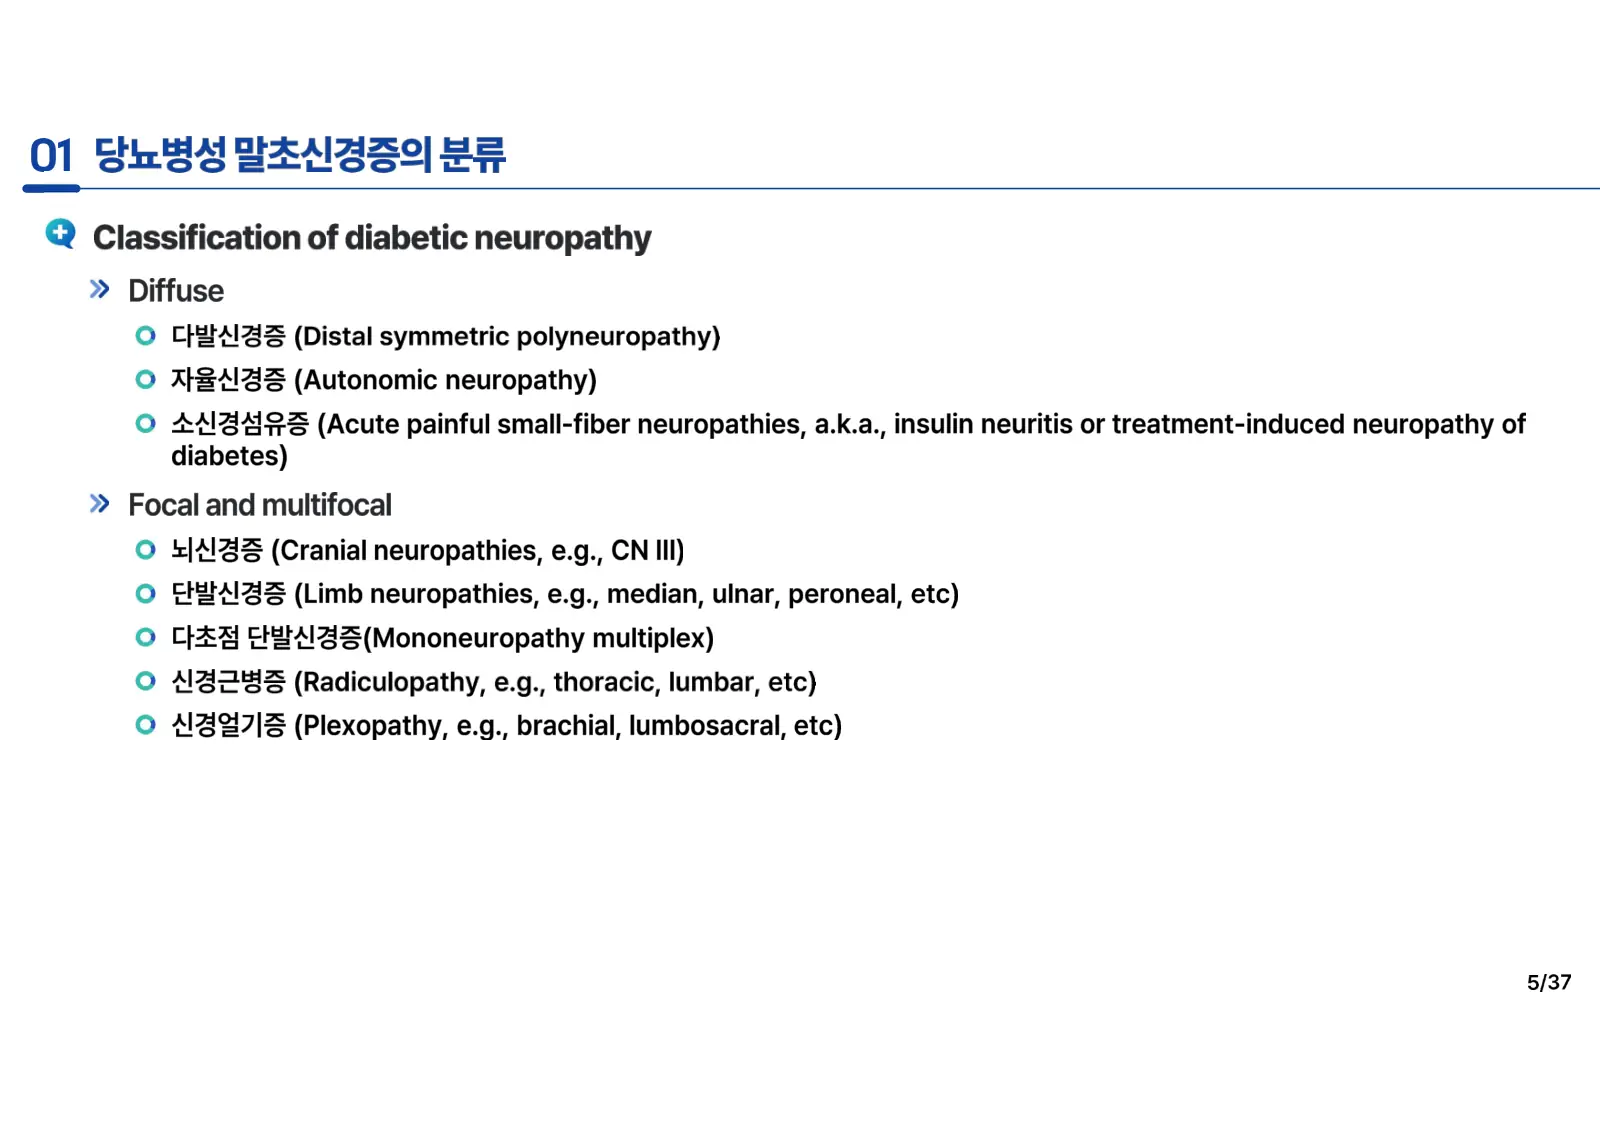 01 당뇨병성 말초신경증의 분류
Classification of diabetic neuropathy
Diffuse
다발신경증 (Distal symmetric polyneuropathy)
자율신경증 (Autonomic neuropathy)
소신경섬유증 (Acute painful small-fiber neuropathies, a.k.a., insulin neuritis or treatment-induced neuropathy of
diabetes)
Focal and multifocal
뇌신경증 (Cranial neuropathies, e.g., CN III)
단발신경증 (Limb neuropathies, e.g., median, ulnar, peroneal, etc)
다초점 단발신경증(Mononeuropathy multiplex)
신경근병증 (Radiculopathy, e.g., thoracic, lumbar, etc)
신경얼기증 (Plexopathy, e.g., brachial, lumbosacral, etc)
5/37